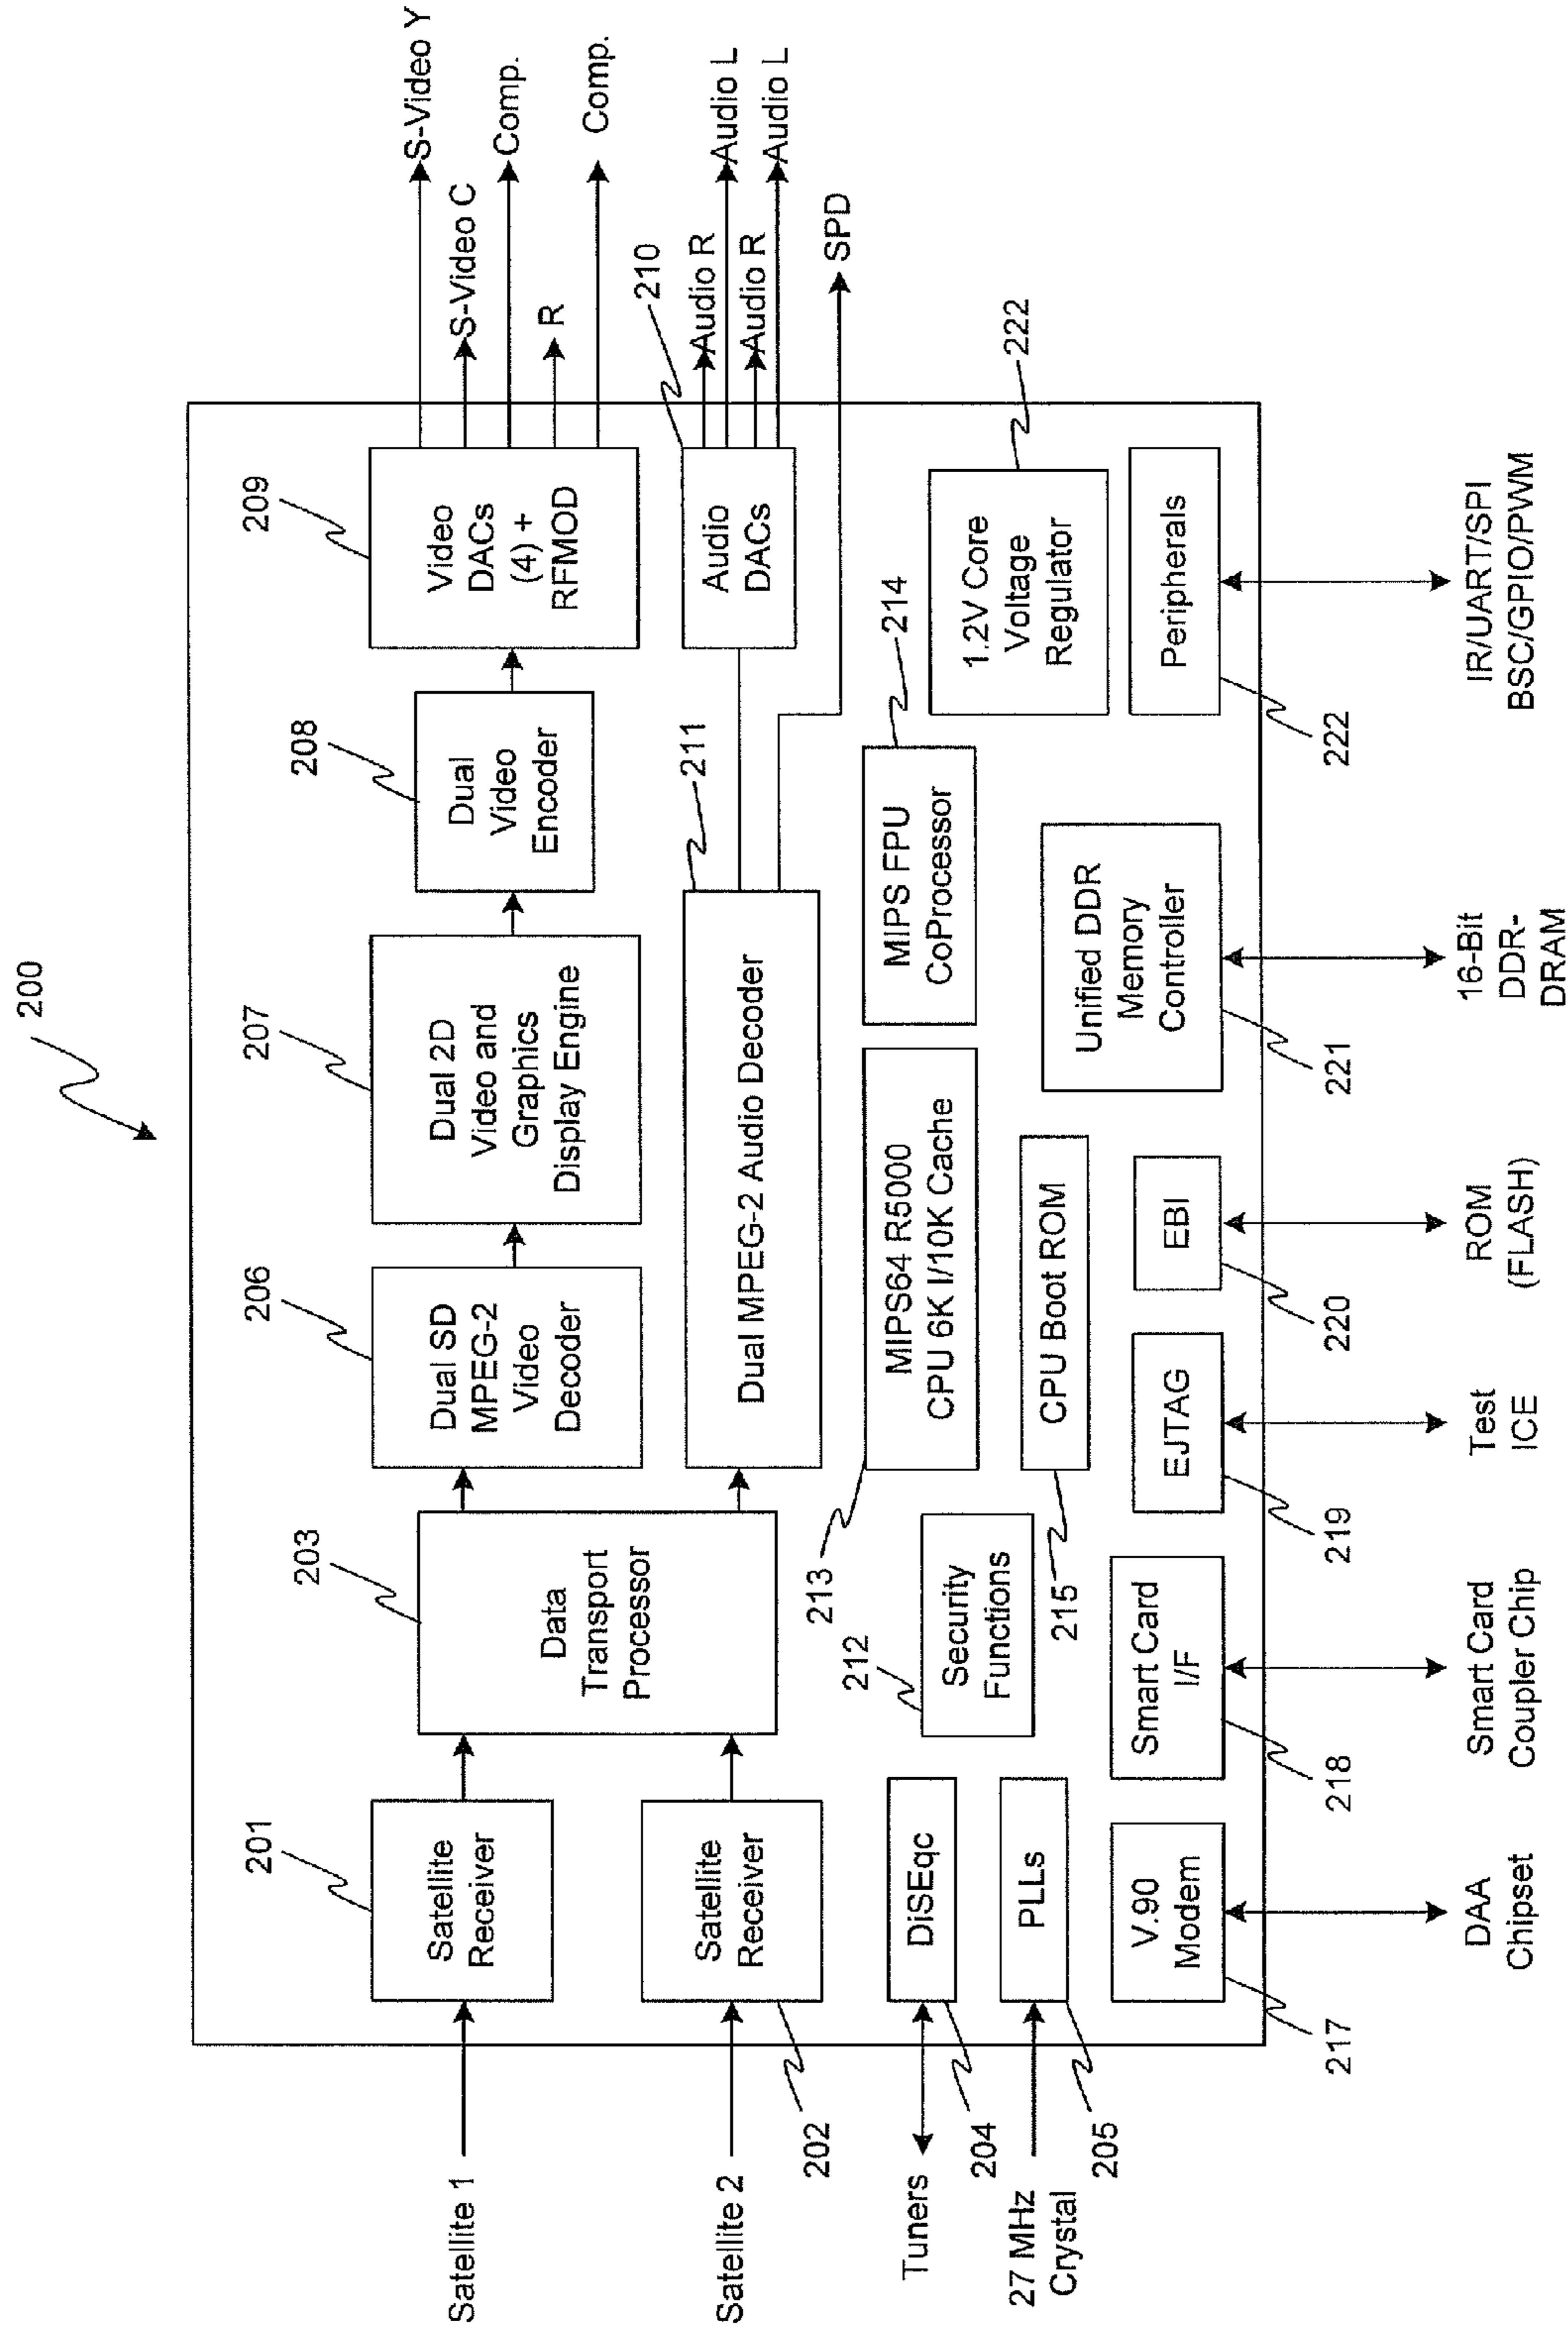 200
201
203
206
207
208
209
Satellite 1
Satellite
Receiver
Data
Transport
Processor
Dual SD
MPEG-2
Video
Decoder
Dual 2D
Video and
Graphics
Display Engine
Dual
Video
Encoder
Video
DACs
(4) +
RFMOD
S-Video Y
S-Video C
Comp.
R
Comp.
Satellite 2
Satellite
Receiver
202
Dual MPEG-2 Audio Decoder
211
Audio
DACs
210
Audio R
Audio L
Audio R
Audio L
SPD
Tuners
DiSEqc
204
27 MHz
Crystal
PLLs
205
212
Security
Functions
213
MIPS64 R5000
CPU 6K I/10K Cache
MIPS FPU
CoProcessor
214
215
CPU Boot ROM
1.2V Core
Voltage
Regulator
222
V.90
Modem
Smart Card
I/F
EJTAG
EBI
Unified DDR
Memory
Controller
Peripherals
217
218
219
220
221
222
DAA
Chipset
Smart Card
Coupler Chip
Test
ICE
ROM
(FLASH)
16-Bit
DDR-
DRAM
IR/UART/SPI
BSC/GPIO/PWM